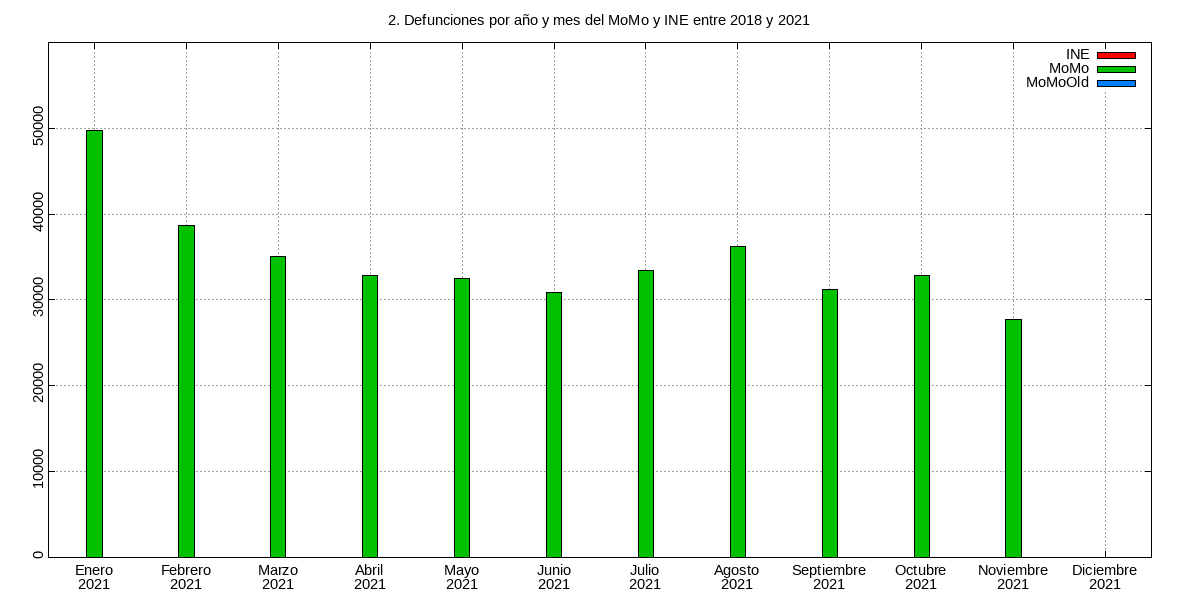 2. Defunciones por año y mes del MoMo y INE entre 2018 y 2021
INE
MoMo
MoMoOld
50000
40000
30000
20000
10000
0
Enero Febrero Marzo Abril Mayo Junio Julio Agosto Septiembre Octubre Noviembre Diciembre
2021 2021 2021 2021 2021 2021 2021 2021 2021 2021 2021 2021